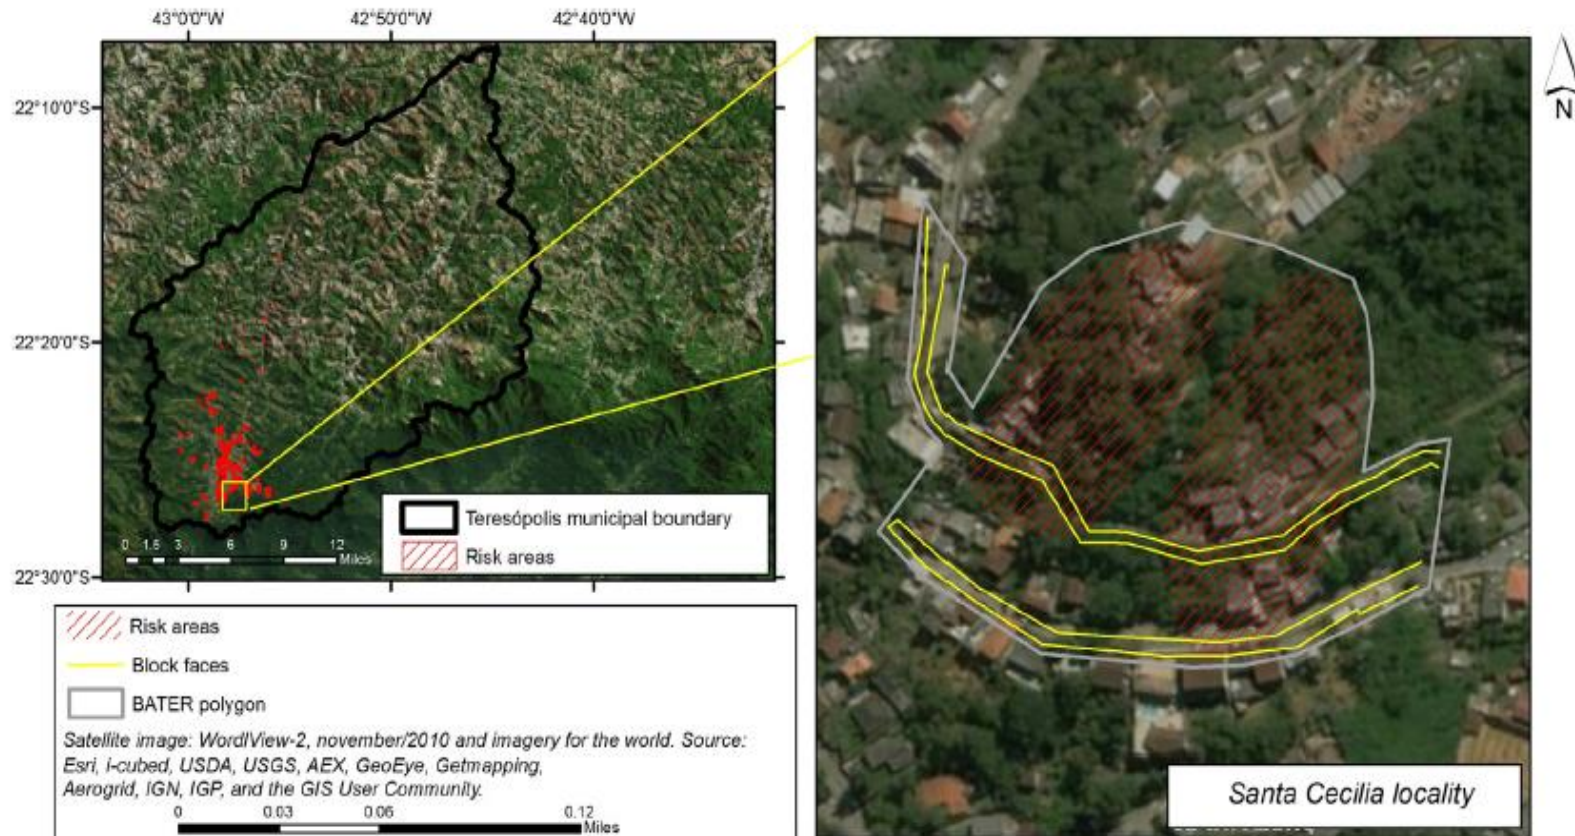 43°0'0"W 42°50'0"W 42°40'0"W
22°10'0"S
22°20'0"S
22°30'0"S
N
Teresópolis municipal boundary
Risk areas
0 1.5 3 6 9 12
Miles
Risk areas
Block faces
BATER polygon
Satellite image: WordlView-2, november/2010 and imagery for the world. Source:
Esri, i-cubed, USDA, USGS, AEX, GeoEye, Getmapping,
Aerogrid, IGN, IGP, and the GIS User Community.
0 0.03 0.06 0.12
Miles
Santa Cecilia locality